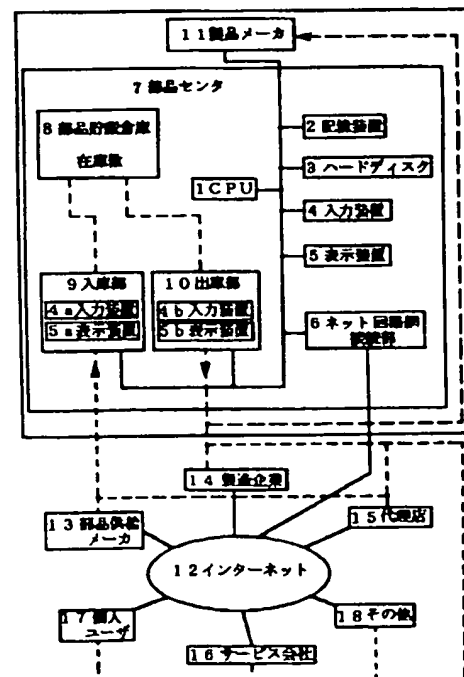 11製品メーカ
7部品センタ
8部品貯蔵倉庫
在庫数
2記憶装置
3ハードディスク
1CPU
4入力装置
5表示装置
9入庫部
4a入力装置
5a表示装置
10出庫部
4b入力装置
5b表示装置
6ネット回路網
接続部
14製造企業
13部品供給
メーカ
15代理店
12インターネット
17個人
ユーザ
18その他
16サービス会社